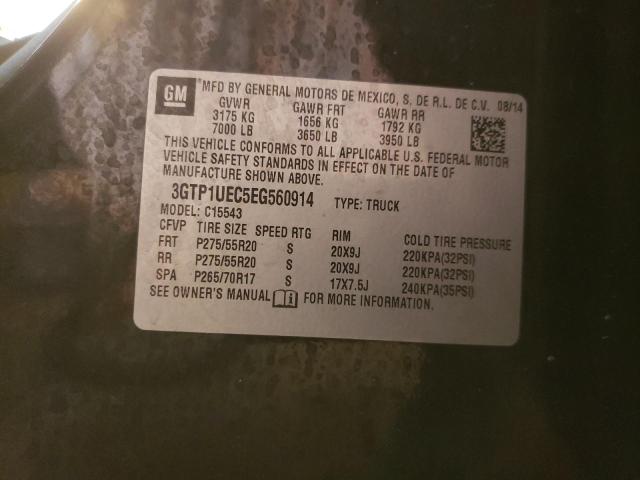 GM MFD BY GENERAL MOTORS DE MEXICO, S. DE R.L. DE C.V. 08/14
GVWR GAWR FRT GAWR RR
3175 KG 1656 KG 1792 KG
7000 LB 3650 LB 3950 LB
THIS VEHICLE CONFORMS TO ALL APPLICABLE U.S. FEDERAL MOTOR
VEHICLE SAFETY STANDARDS IN EFFECT ON THE DATE OF
MANUFACTURE SHOWN ABOVE.
3GTP1UEC5EG560914 TYPE: TRUCK
MODEL: C15543
CFVP TIRE SIZE SPEED RTG RIM COLD TIRE PRESSURE
FRT P275/55R20 S 20X9J 220KPA(32PSI)
RR P275/55R20 S 20X9J 220KPA(32PSI)
SPA P265/70R17 S 17X7.5J 240KPA(35PSI)
SEE OWNER'S MANUAL i FOR MORE INFORMATION.